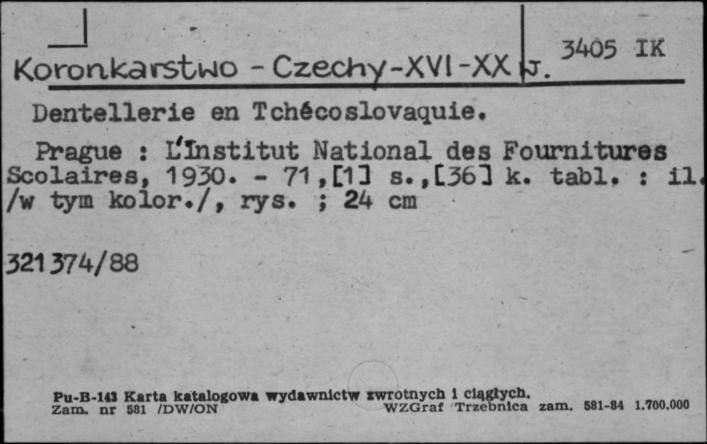 3405 IK
Koronkarstwo - Czechy-XVI-XX w.
Dentellerie en Tchécoslovaquie.
Prague : L'Institut National des Fournitures
Scolaires, 1930. - 71,[1] s.,[36] k. tabl. : il.
/w tym kolor./, rys. ; 24 cm
321374/88
Pu-B-143 Karta katalogowa wydawnictw zwrotnych i ciągłych.
Zam. nr 581 /DW/ON WZGraf Trzebnica zam. 581-84 1.700.000